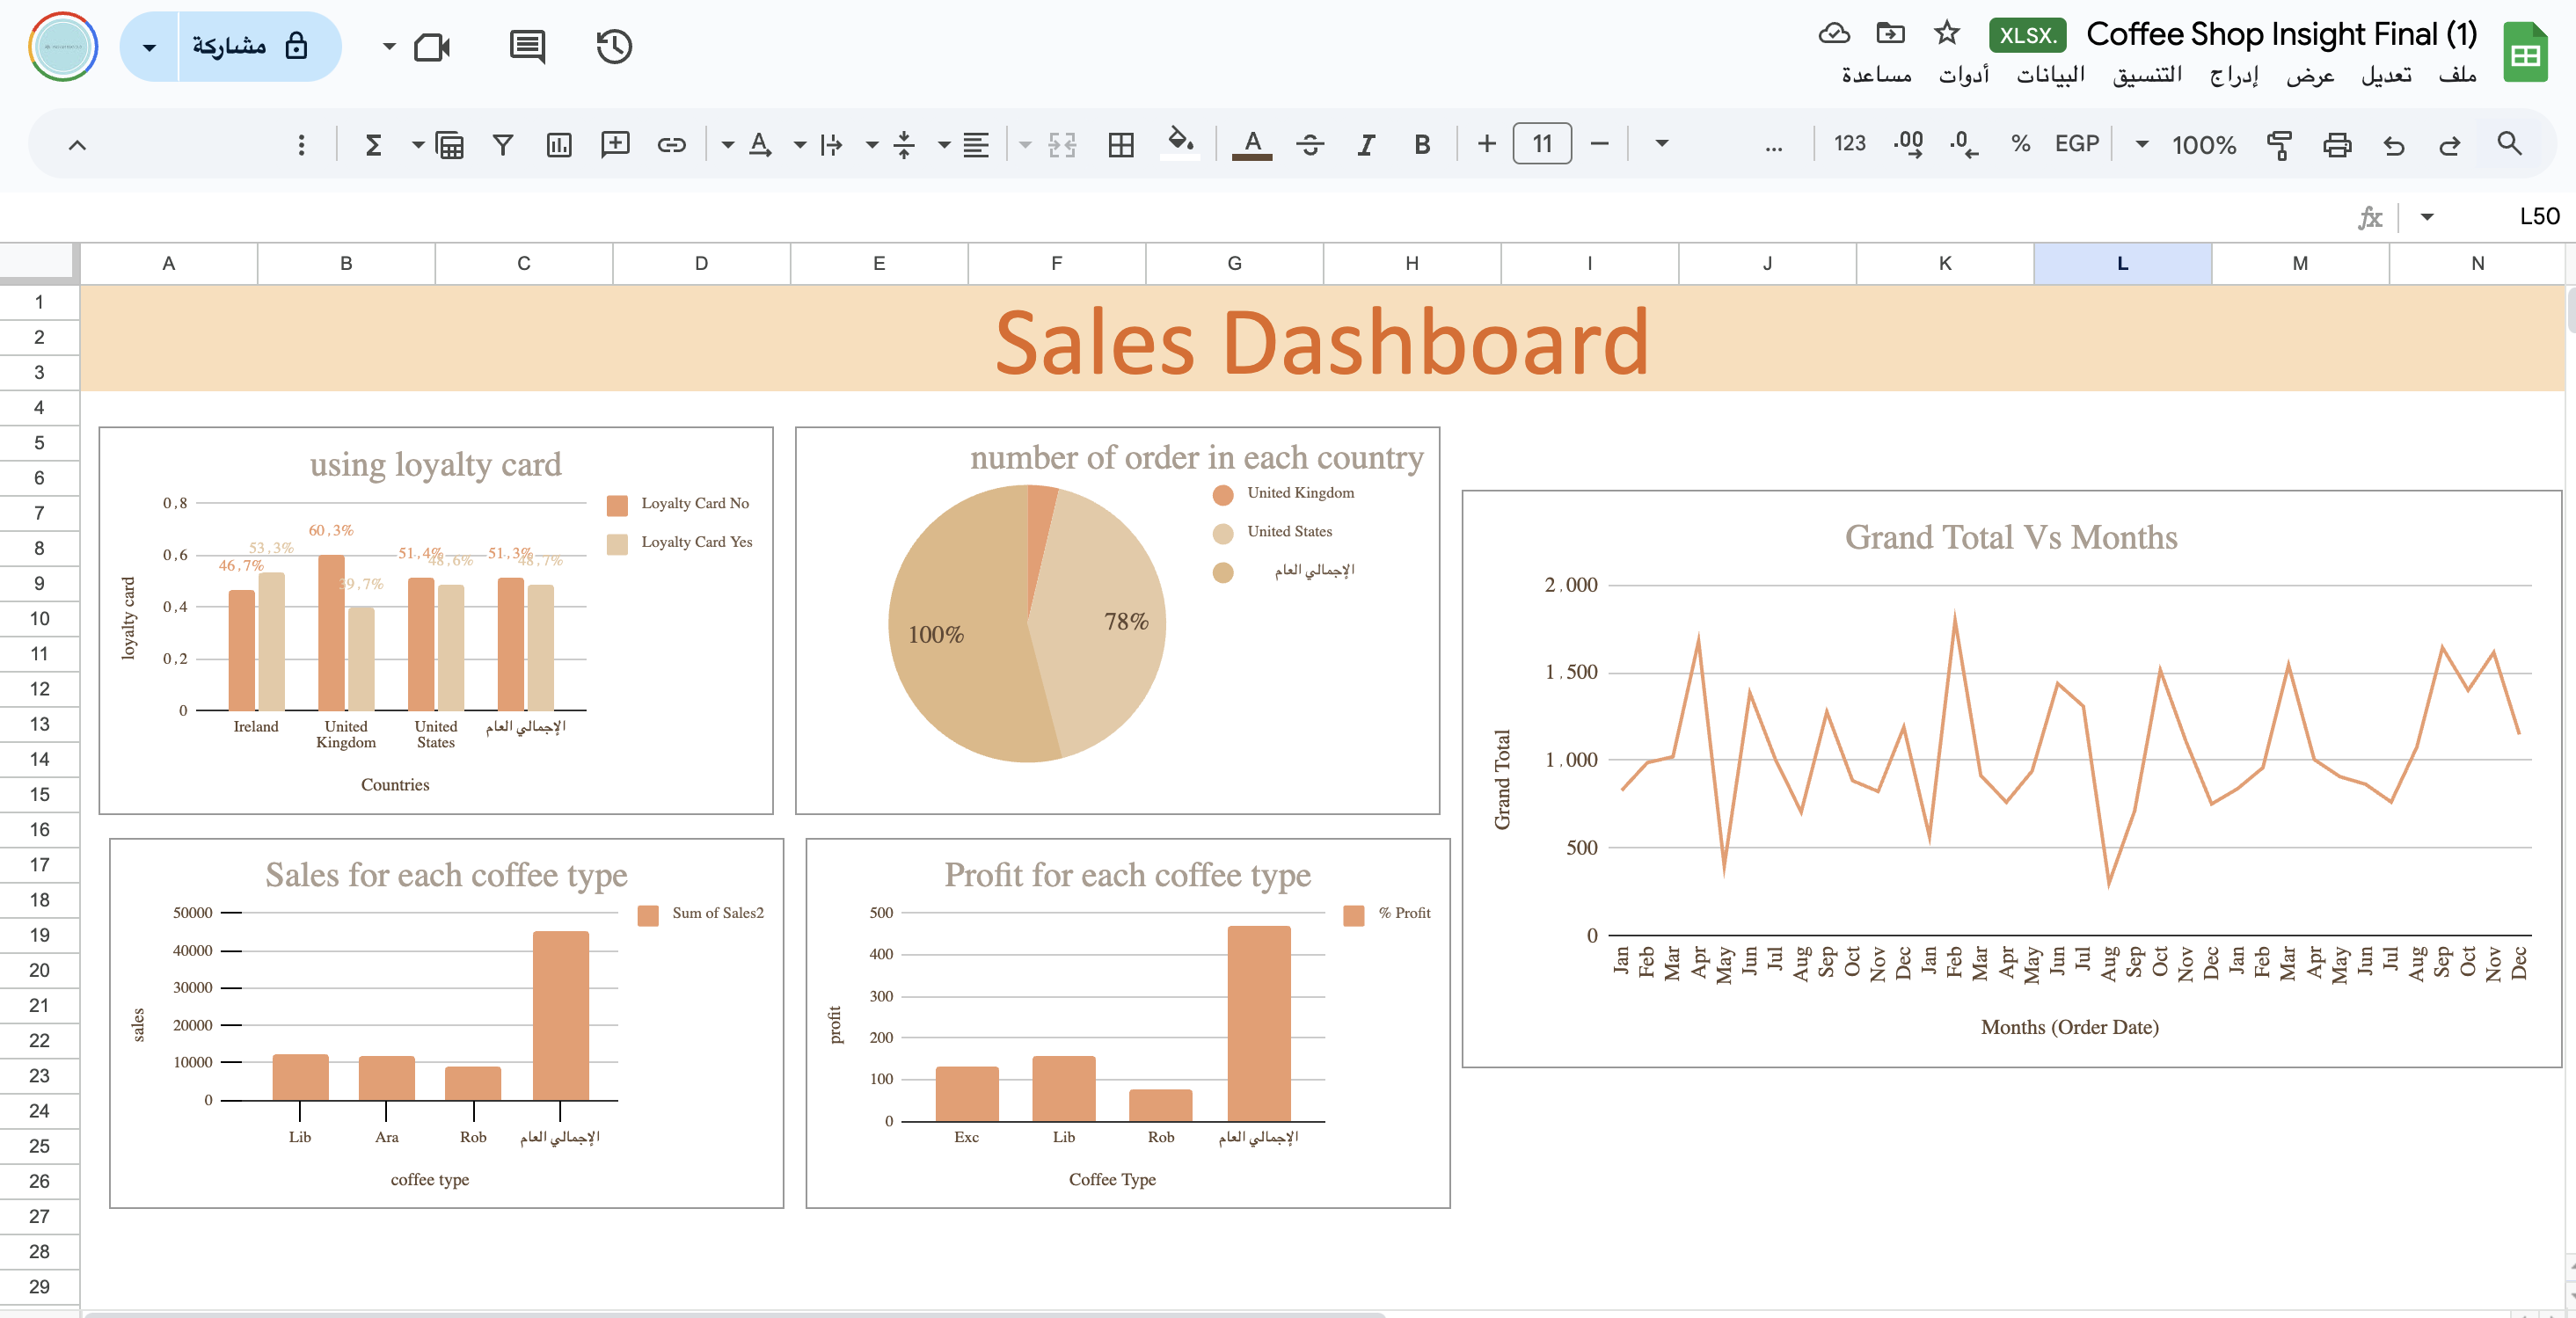 مشاركة
.XLSX
Coffee Shop Insight Final (1)
ملف تعديل عرض إدراج التنسيق البيانات أدوات مساعدة
Σ A A I B + 11 − ... 123 .00 .0 % EGP 100%
fx L50
A B C D E F G H I J K L M N
1
2
3
4
5
6
7
8
9
10
11
12
13
14
15
16
17
18
19
20
21
22
23
24
25
26
27
28
29
Sales Dashboard
using loyalty card
Loyalty Card No
Loyalty Card Yes
loyalty card
0,8
0,6
0,4
0,2
0
46,7% 53,3% 60,3% 39,7% 51,4% 48,6% 51,3% 48,7%
Ireland United Kingdom United States الإجمالي العام
Countries
number of order in each country
United Kingdom
United States
الإجمالي العام
100% 78%
Grand Total Vs Months
Grand Total
2,000
1,500
1,000
500
0
Jan Feb Mar Apr May Jun Jul Aug Sep Oct Nov Dec Jan Feb Mar Apr May Jun Jul Aug Sep Oct Nov Dec Jan Feb Mar Apr May Jun Jul Aug Sep Oct Nov Dec
Months (Order Date)
Sales for each coffee type
Sum of Sales2
sales
50000
40000
30000
20000
10000
0
Lib Ara Rob الإجمالي العام
coffee type
Profit for each coffee type
% Profit
profit
500
400
300
200
100
0
Exc Lib Rob الإجمالي العام
Coffee Type